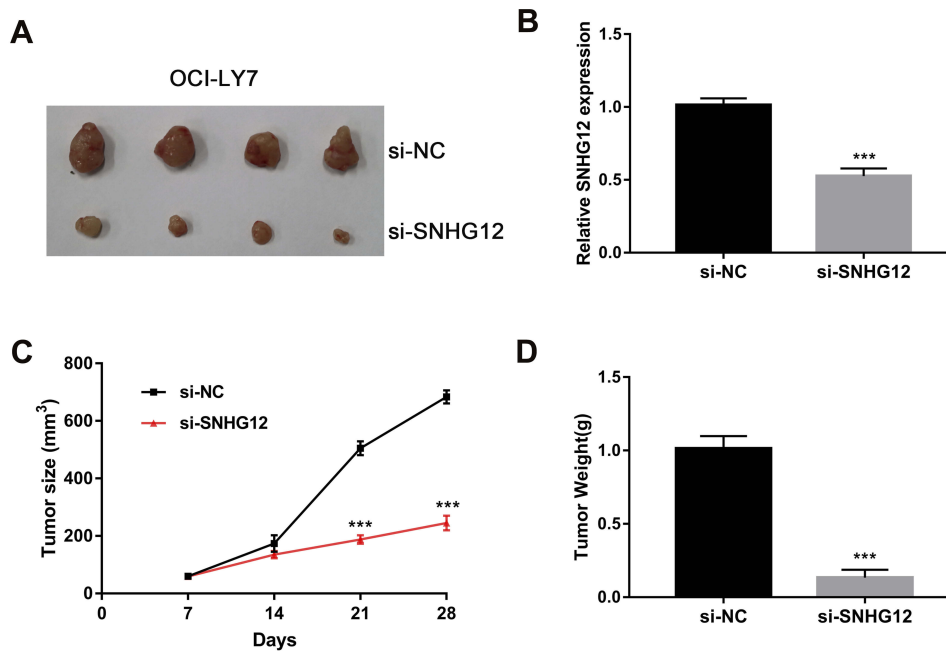 A
OCI-LY7
si-NC
si-SNHG12
B
Relative SNHG12 expression
1.5
1.0
0.5
0.0
***
si-NC
si-SNHG12
C
Tumor size (mm³)
800
600
400
200
0
si-NC
si-SNHG12
***
***
0 7 14 21 28
Days
D
Tumor Weight(g)
1.5
1.0
0.5
0.0
***
si-NC
si-SNHG12